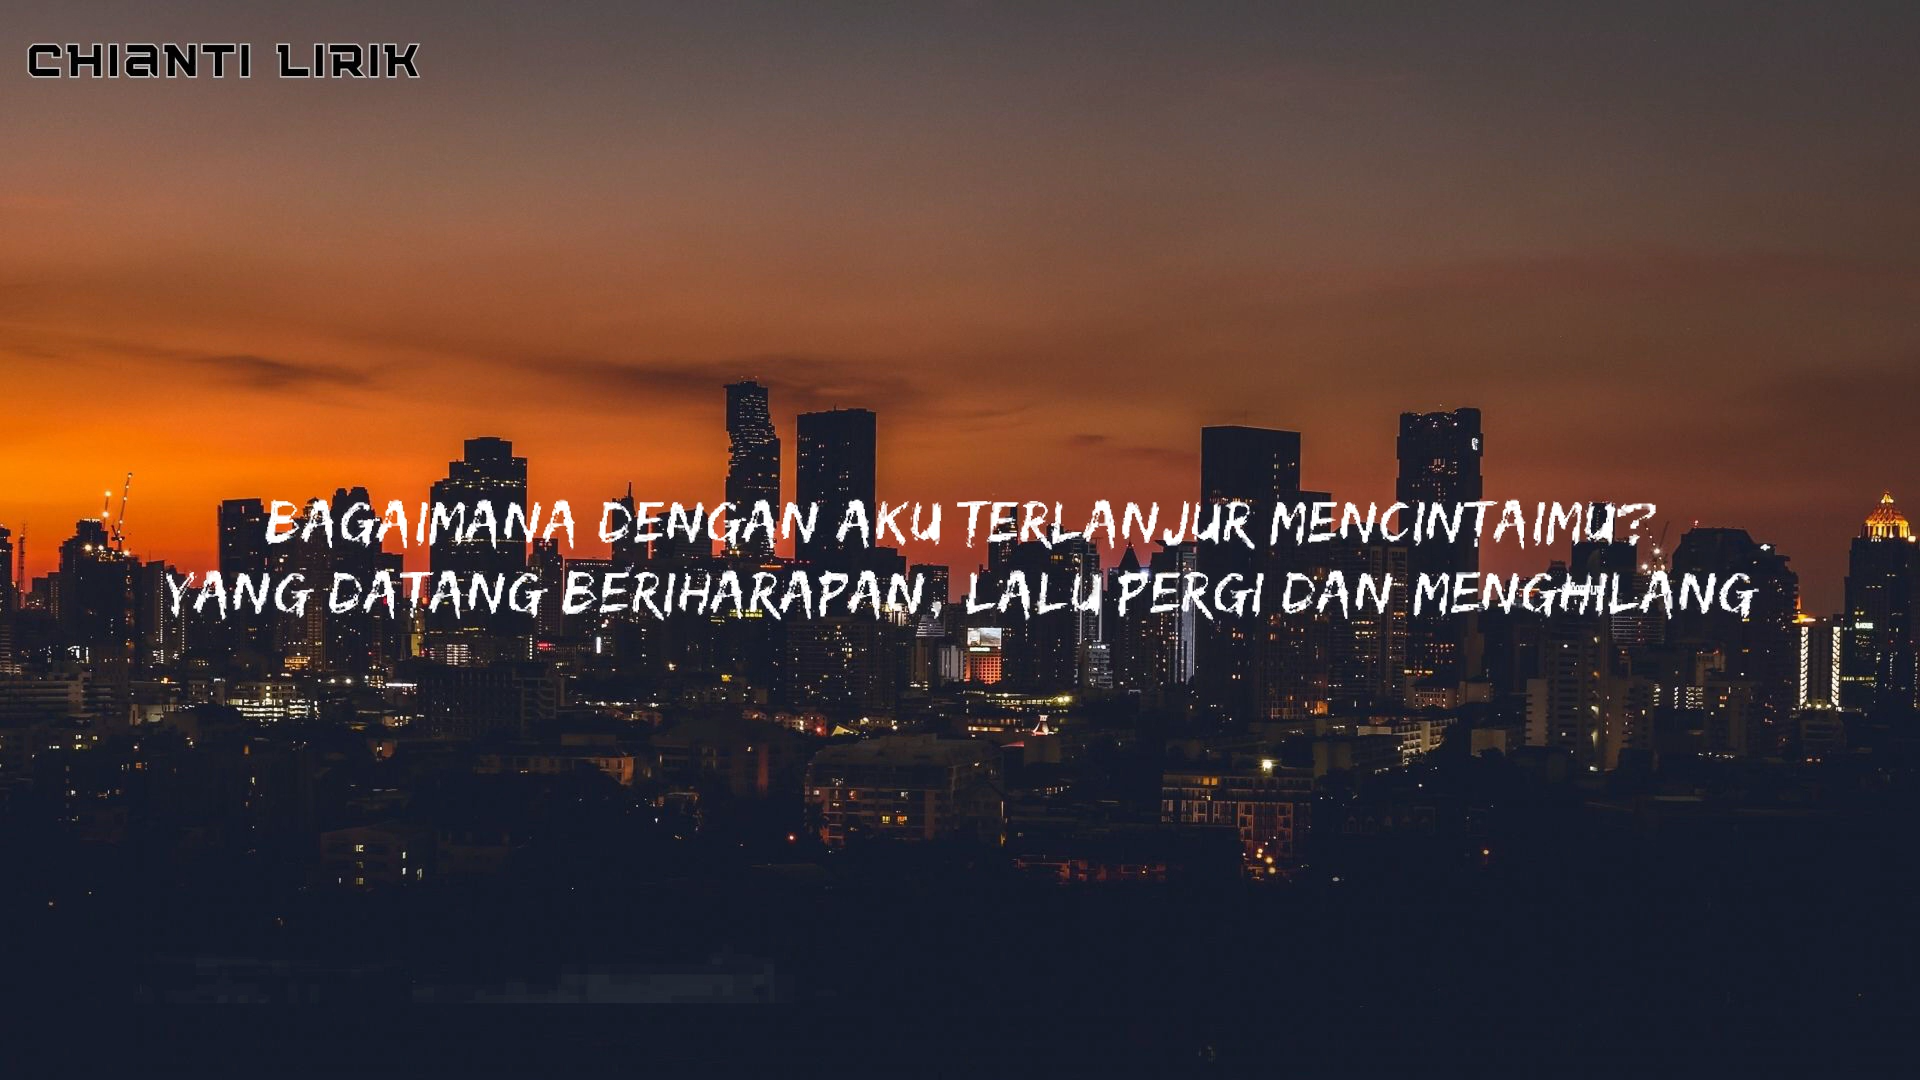 CHIANTI LIRIK
BAGAIMANA DENGAN AKU TERLANJUR MENCINTAIMU?
YANG DATANG BERIHARAPAN, LALU PERGI DAN MENGHILANG